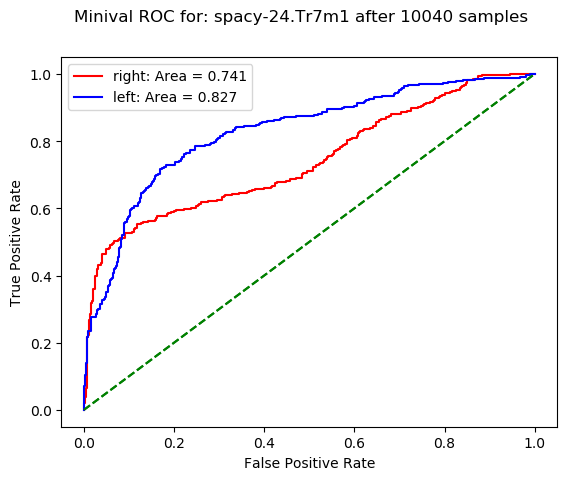 Minival ROC for: spacy-24.Tr7m1 after 10040 samples
right: Area = 0.741
left: Area = 0.827
True Positive Rate
1.0
0.8
0.6
0.4
0.2
0.0
0.0 0.2 0.4 0.6 0.8 1.0
False Positive Rate